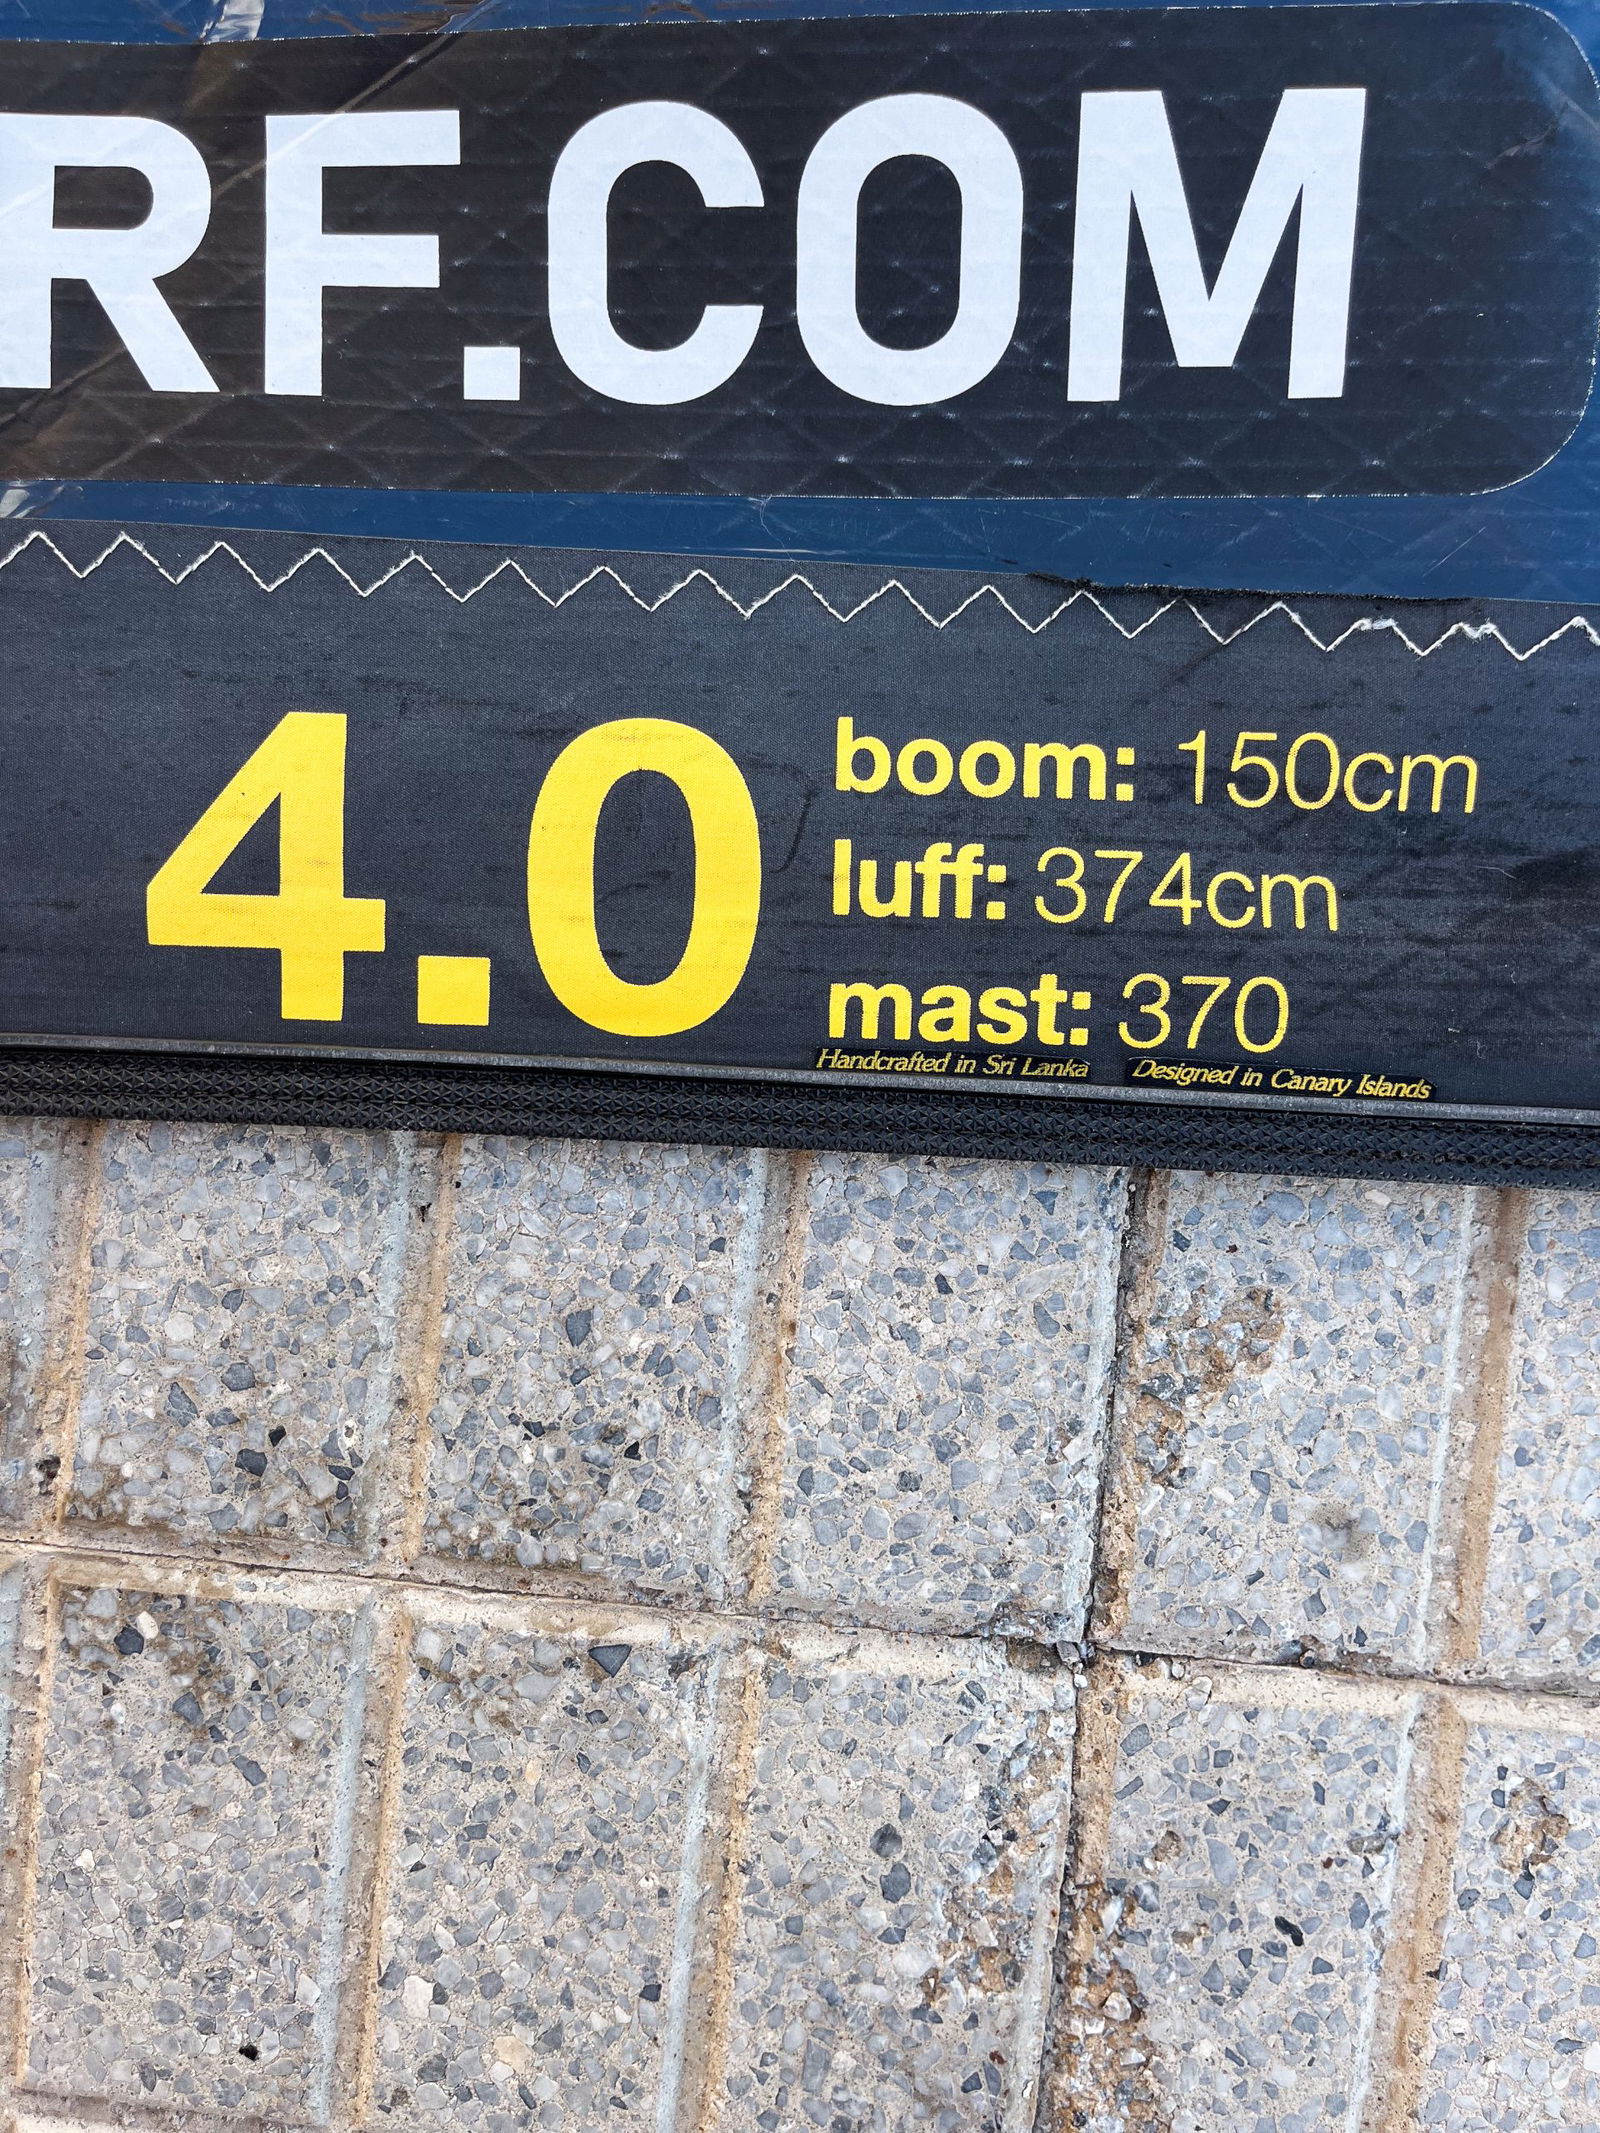 RF.COM
4.0
boom: 150cm
luff: 374cm
mast: 370
Handcrafted in Sri Lanka Designed in Canary Islands